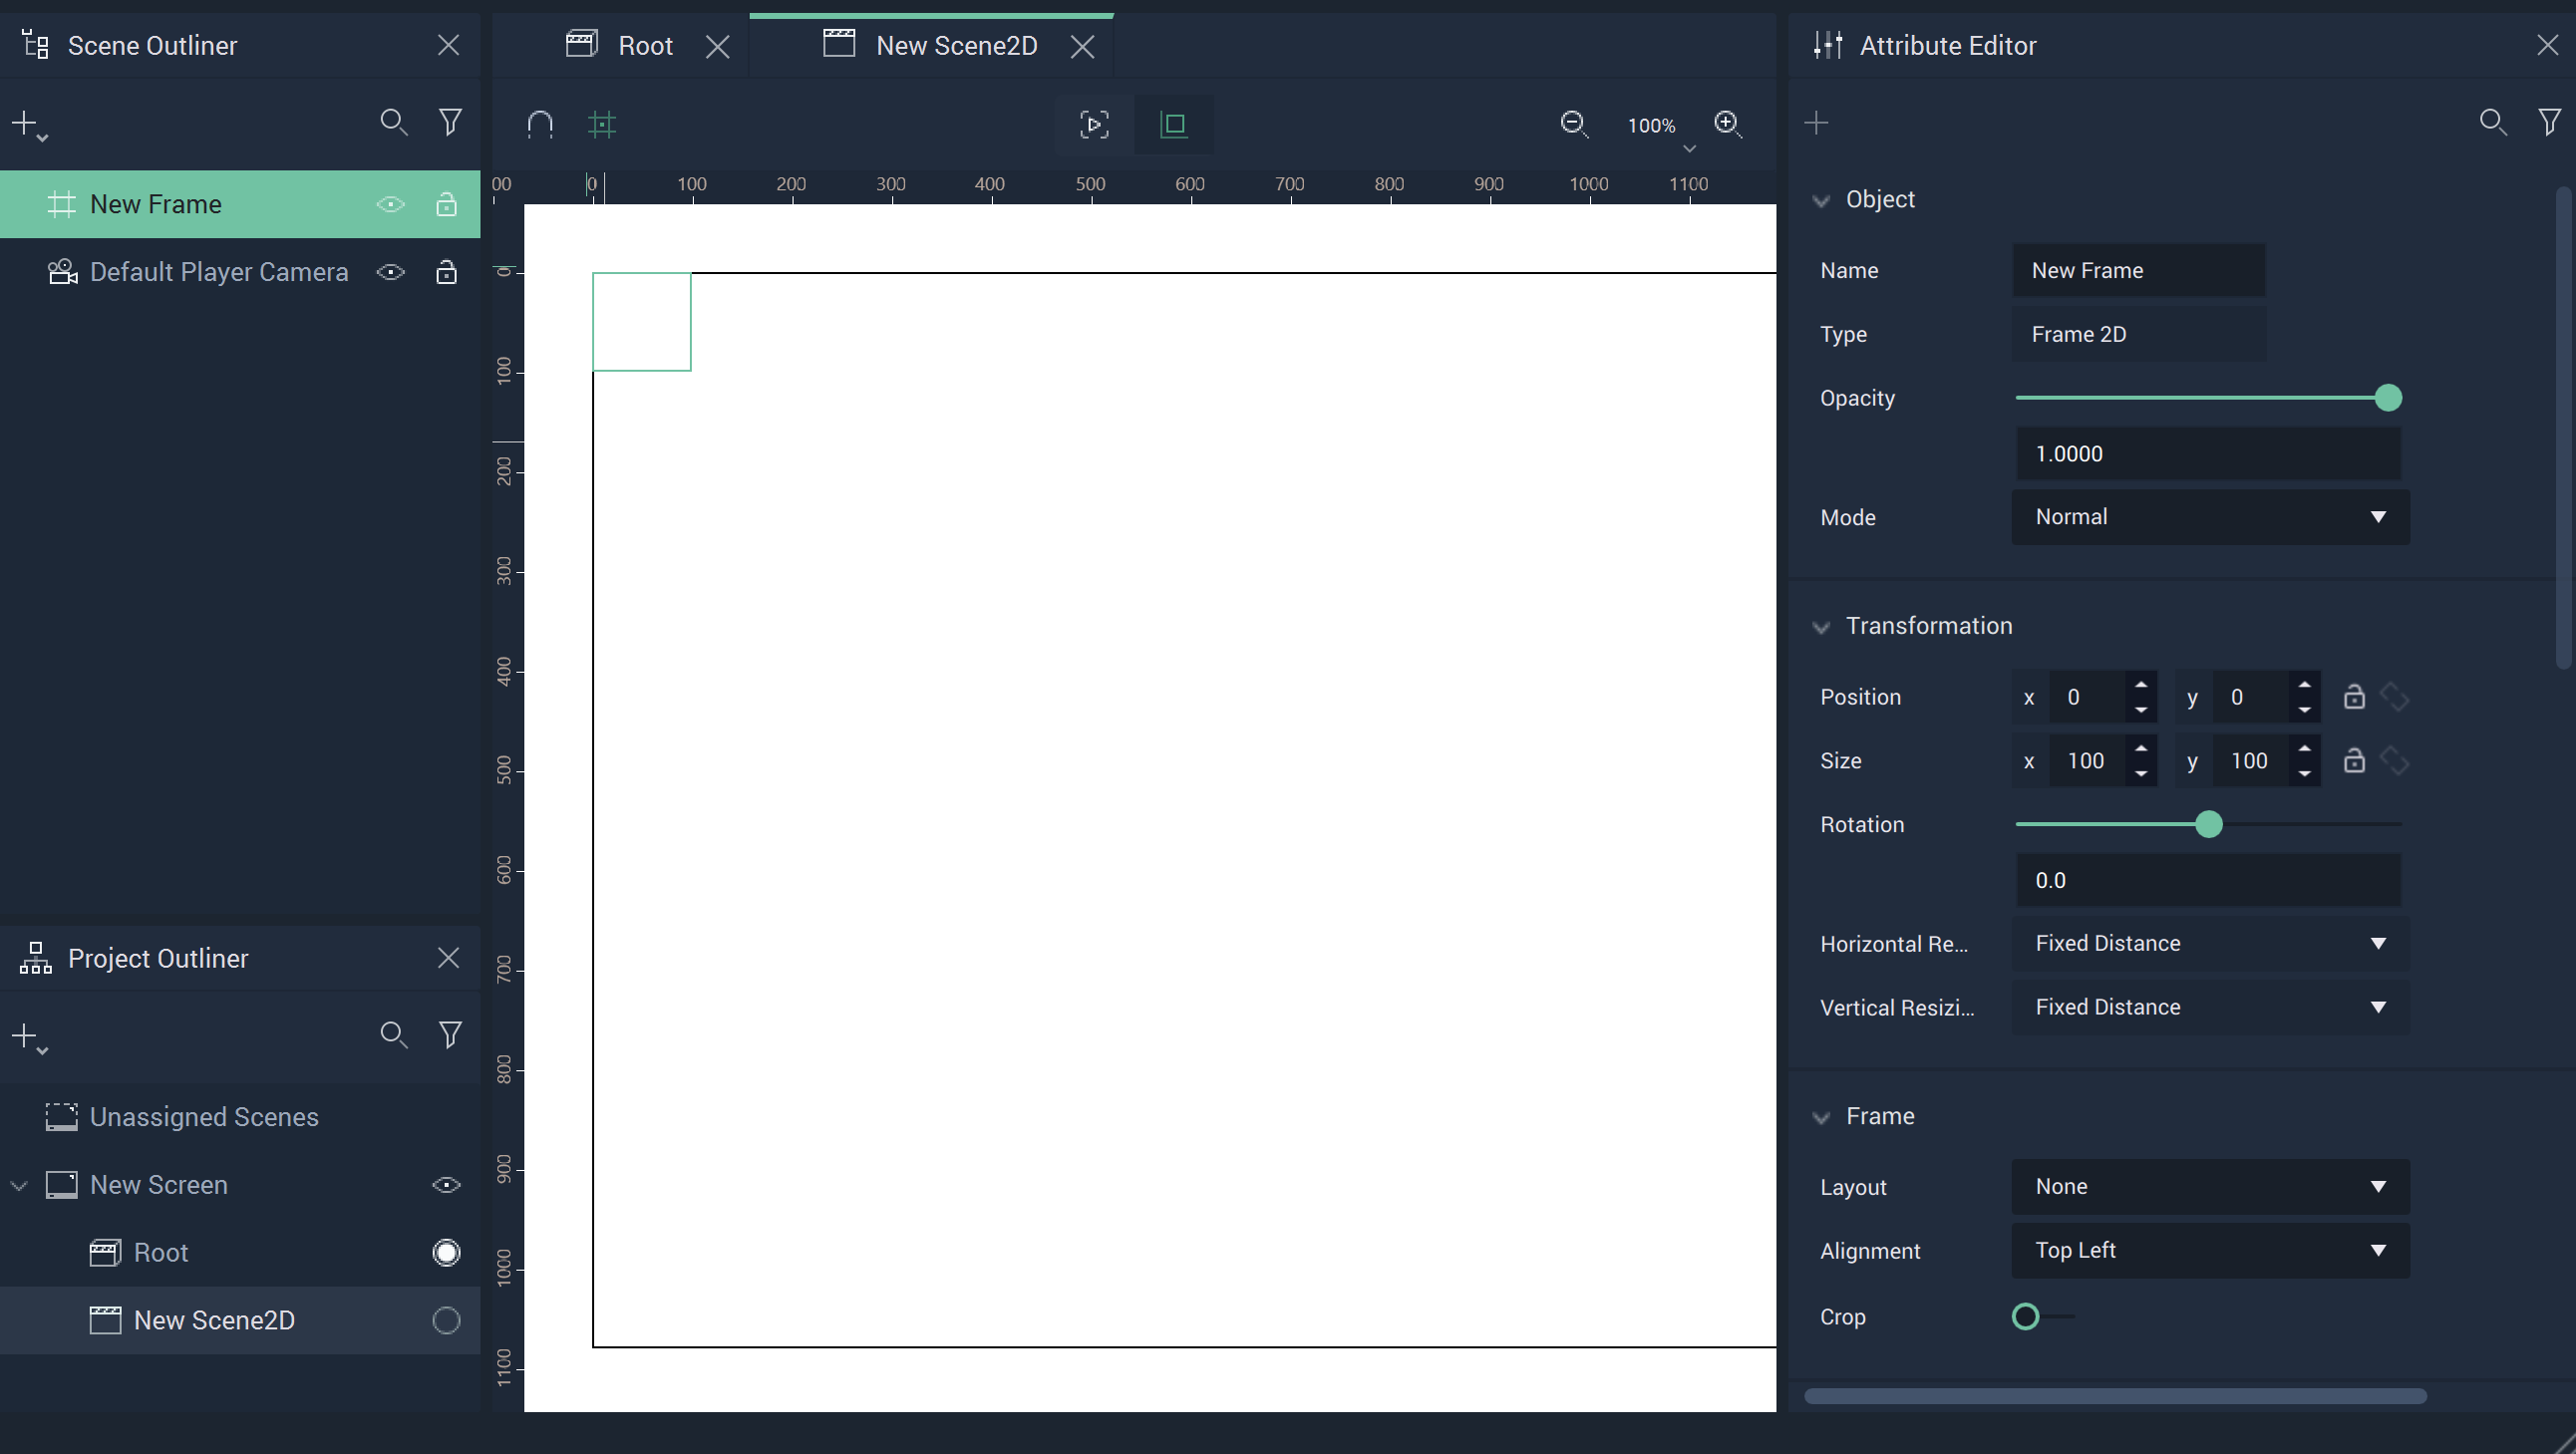 Scene Outliner
New Frame
Default Player Camera
Project Outliner
Unassigned Scenes
New Screen
Root
New Scene2D
Root
New Scene2D
100%
00 0 100 200 300 400 500 600 700 800 900 1000 1100
0
100
200
300
400
500
600
700
800
900
1000
1100
Attribute Editor
Object
Name New Frame
Type Frame 2D
Opacity
1.0000
Mode Normal
Transformation
Position x 0 y 0
Size x 100 y 100
Rotation
0.0
Horizontal Re... Fixed Distance
Vertical Resizi... Fixed Distance
Frame
Layout None
Alignment Top Left
Crop